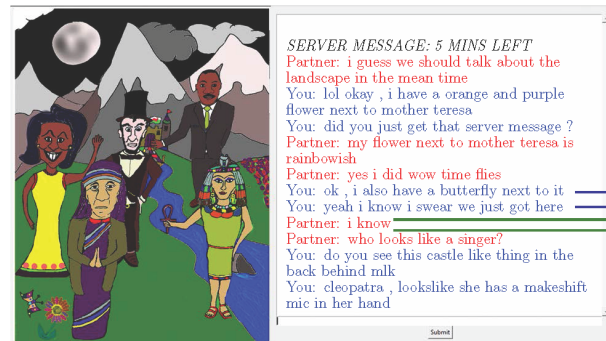 SERVER MESSAGE: 5 MINS LEFT
Partner: i guess we should talk about the
landscape in the mean time
You: lol okay , i have a orange and purple
flower next to mother teresa
You: did you just get that server message ?
Partner: my flower next to mother teresa is
rainbowish
Partner: yes i did wow time flies
You: ok , i also have a butterfly next to it
You: yeah i know i swear we just got here
Partner: i know
Partner: who looks like a singer?
You: do you see this castle like thing in the
back behind mlk
You: cleopatra , lookslike she has a makeshift
mic in her hand
Submit